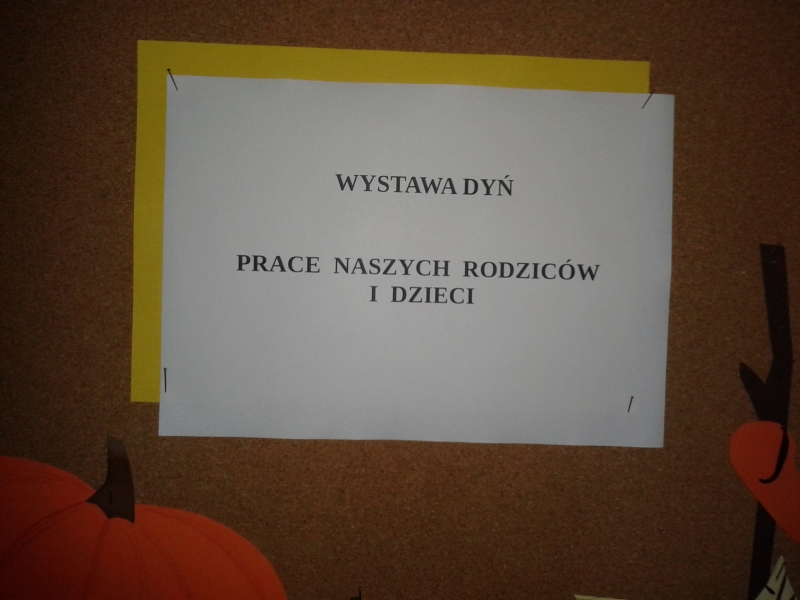 WYSTAWA DYŃ
PRACE NASZYCH RODZICÓW
I DZIECI